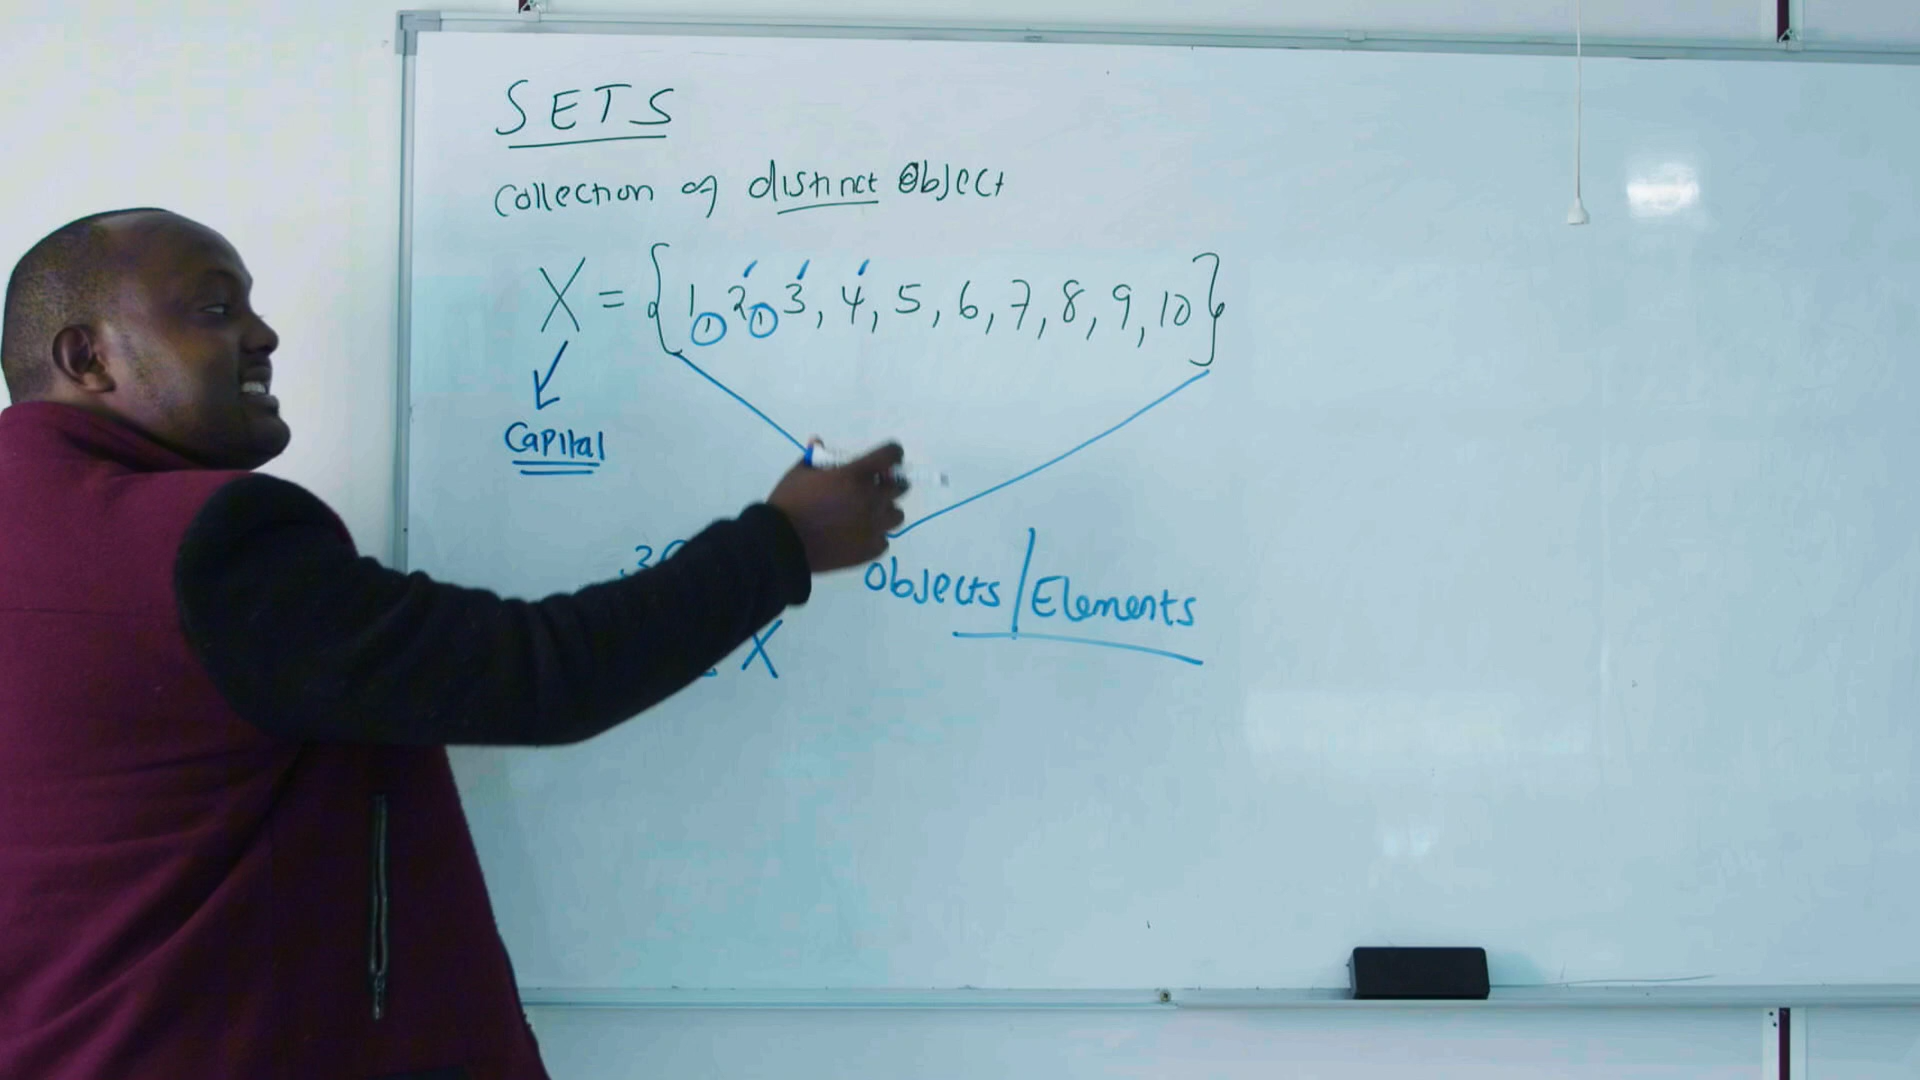 SETS
collection of distinct Object
X = {1, 2, 3, 4, 5, 6, 7, 8, 9, 10}
Capital
Objects/Elements
X